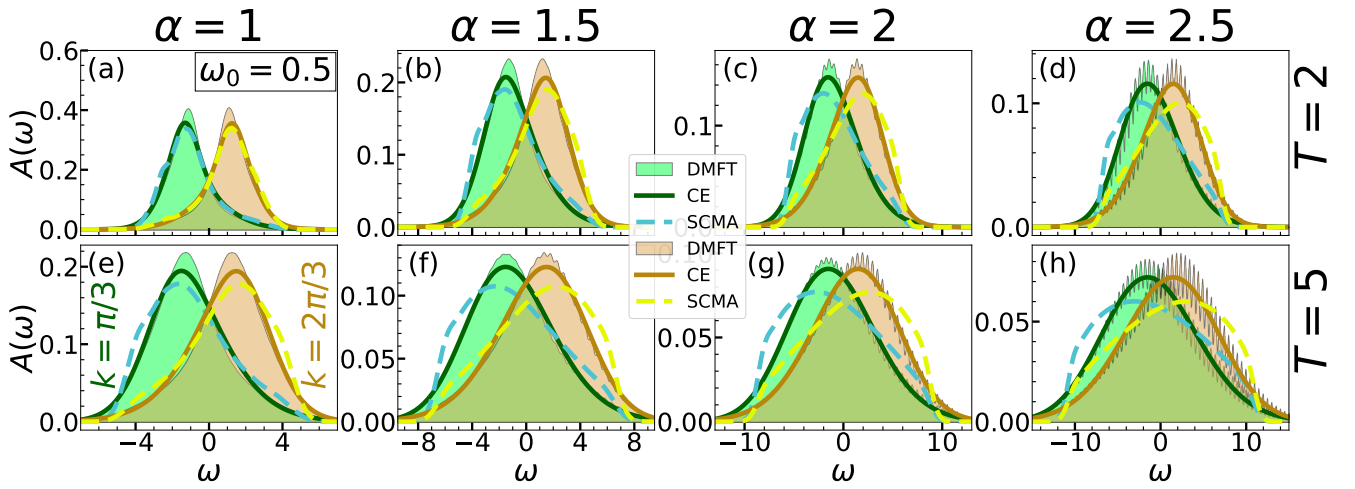 α = 1
α = 1.5
α = 2
α = 2.5
(a)
ω₀ = 0.5
(b)
(c)
(d)
T = 2
A(ω)
0.6
0.4
0.2
0.0
0.2
0.1
0.0
0.1
0.0
0.1
0.0
DMFT
CE
SCMA
DMFT
CE
SCMA
(e)
k = π/3
k = 2π/3
(f)
(g)
(h)
T = 5
A(ω)
0.2
0.1
0.0
0.10
0.05
0.00
0.10
0.05
0.00
0.05
0.00
−4
0
4
−8
−4
0
4
8
−10
0
10
−10
0
10
ω
ω
ω
ω